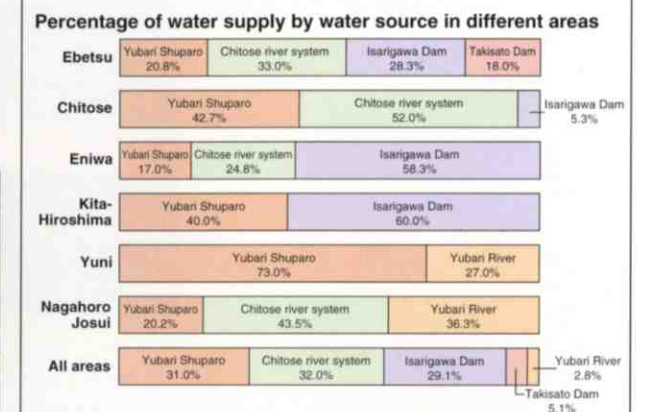 Percentage of water supply by water source in different areas
Ebetsu
Yubari Shuparo
20.8%
Chitose river system
33.0%
Isarigawa Dam
28.3%
Takisato Dam
18.0%
Chitose
Yubari Shuparo
42.7%
Chitose river system
52.0%
Isarigawa Dam
5.3%
Eniwa
Yubari Shuparo
17.0%
Chitose river system
24.8%
Isarigawa Dam
58.3%
Kita-
Hiroshima
Yubari Shuparo
40.0%
Isarigawa Dam
60.0%
Yuni
Yubari Shuparo
73.0%
Yubari River
27.0%
Nagahoro
Josui
Yubari Shuparo
20.2%
Chitose river system
43.5%
Yubari River
36.3%
All areas
Yubari Shuparo
31.0%
Chitose river system
32.0%
Isarigawa Dam
29.1%
Yubari River
2.8%
Takisato Dam
5.1%